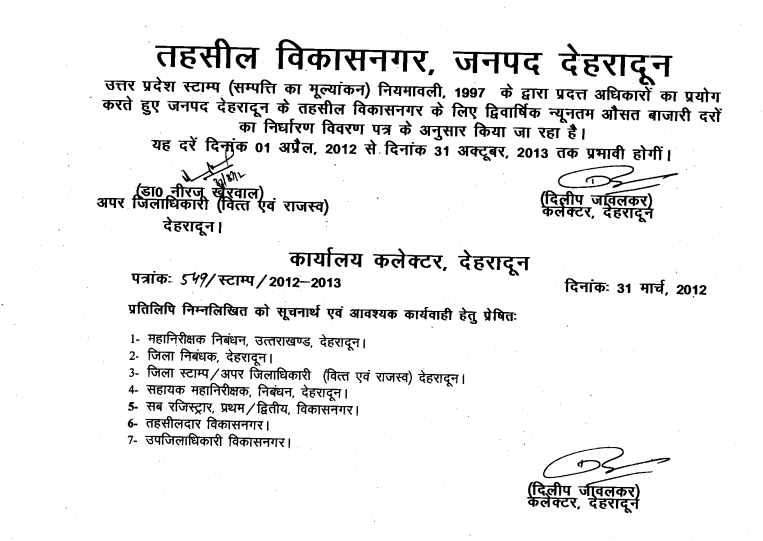 तहसील विकासनगर, जनपद देहरादून
उत्तर प्रदेश स्टाम्प (सम्पत्ति का मूल्यांकन) नियमावली, 1997 के द्वारा प्रदत्त अधिकारों का प्रयोग
करते हुए जनपद देहरादून के तहसील विकासनगर के लिए द्विवार्षिक न्यूनतम औसत बाजारी दरों
का निर्धारण विवरण पत्र के अनुसार किया जा रहा है।
यह दरें दिनांक 01 अप्रैल, 2012 से दिनांक 31 अक्टूबर, 2013 तक प्रभावी होगीं।
(डा0 नीरज खैरवाल)
अपर जिलाधिकारी (वित्त एवं राजस्व)
देहरादून।
(दिलीप जावलकर)
कलेक्टर, देहरादून
कार्यालय कलेक्टर, देहरादून
पत्रांकः 549/स्टाम्प/2012-2013
दिनांकः 31 मार्च, 2012
प्रतिलिपि निम्नलिखित को सूचनार्थ एवं आवश्यक कार्यवाही हेतु प्रेषितः
1- महानिरीक्षक निबंधन, उत्तराखण्ड, देहरादून।
2- जिला निबंधक, देहरादून।
3- जिला स्टाम्प/अपर जिलाधिकारी (वित्त एवं राजस्व) देहरादून।
4- सहायक महानिरीक्षक, निबंधन, देहरादून।
5- सब रजिस्ट्रार, प्रथम/द्वितीय, विकासनगर।
6- तहसीलदार विकासनगर।
7- उपजिलाधिकारी विकासनगर।
(दिलीप जावलकर)
कलेक्टर, देहरादून